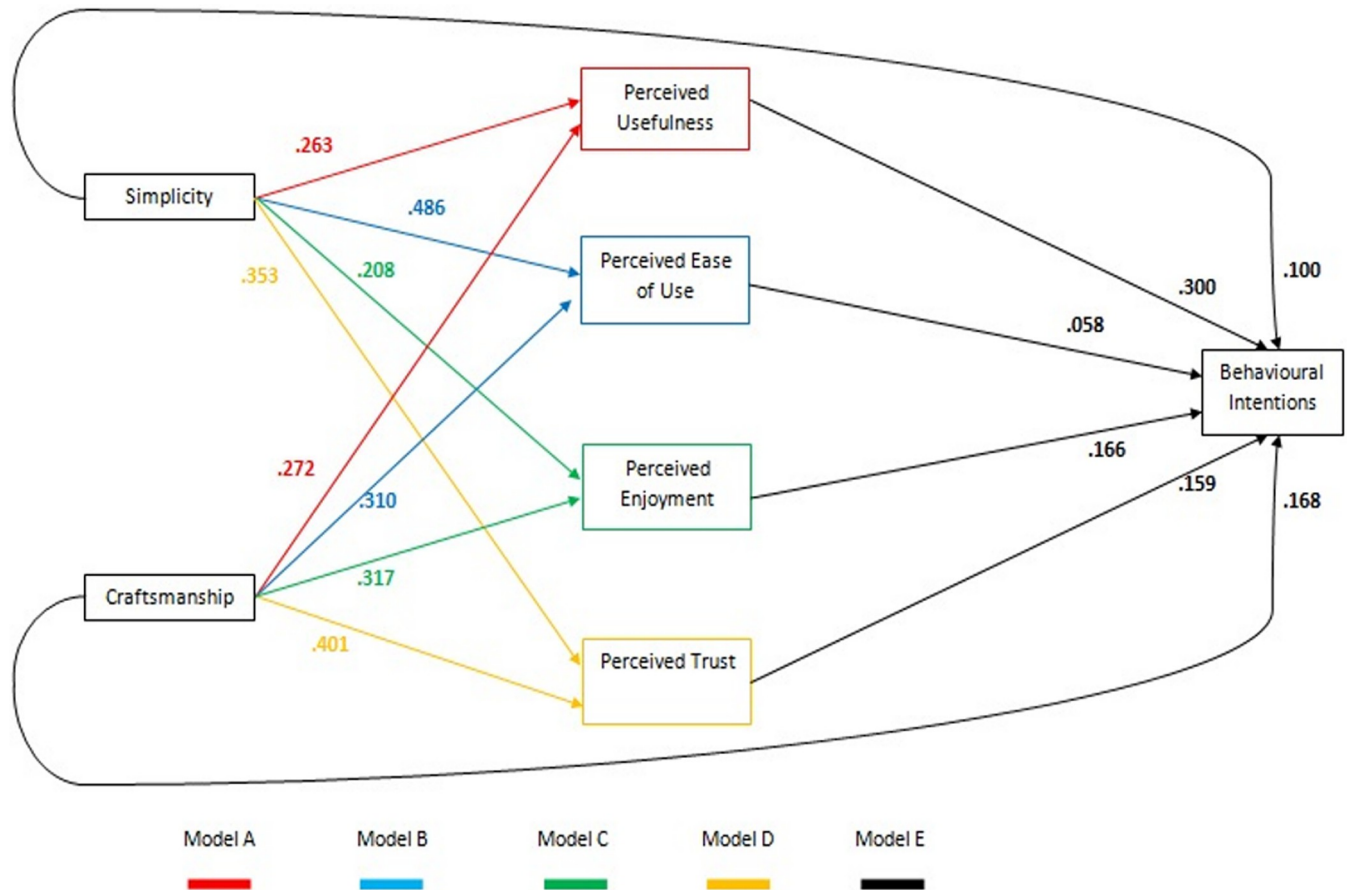 Perceived
Usefulness
.263
Simplicity
.486
.353
.208
Perceived Ease
of Use
.100
.300
.058
Behavioural
Intentions
.272
.310
Perceived
Enjoyment
.166
.159
.168
.317
Craftsmanship
.401
Perceived Trust
Model A
Model B
Model C
Model D
Model E